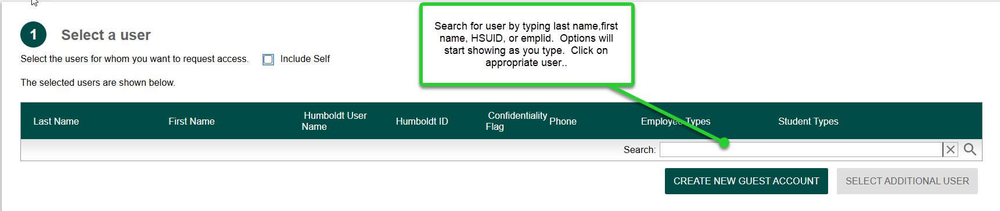 Search for user by typing last name,first
name, HSUID, or emplid.  Options will
start showing as you type.  Click on
appropriate user..
1 Select a user
Select the users for whom you want to request access. Include Self
The selected users are shown below.
Last Name First Name Humboldt User Name Humboldt ID Confidentiality Flag Phone Employee Types Student Types
Search:
CREATE NEW GUEST ACCOUNT SELECT ADDITIONAL USER